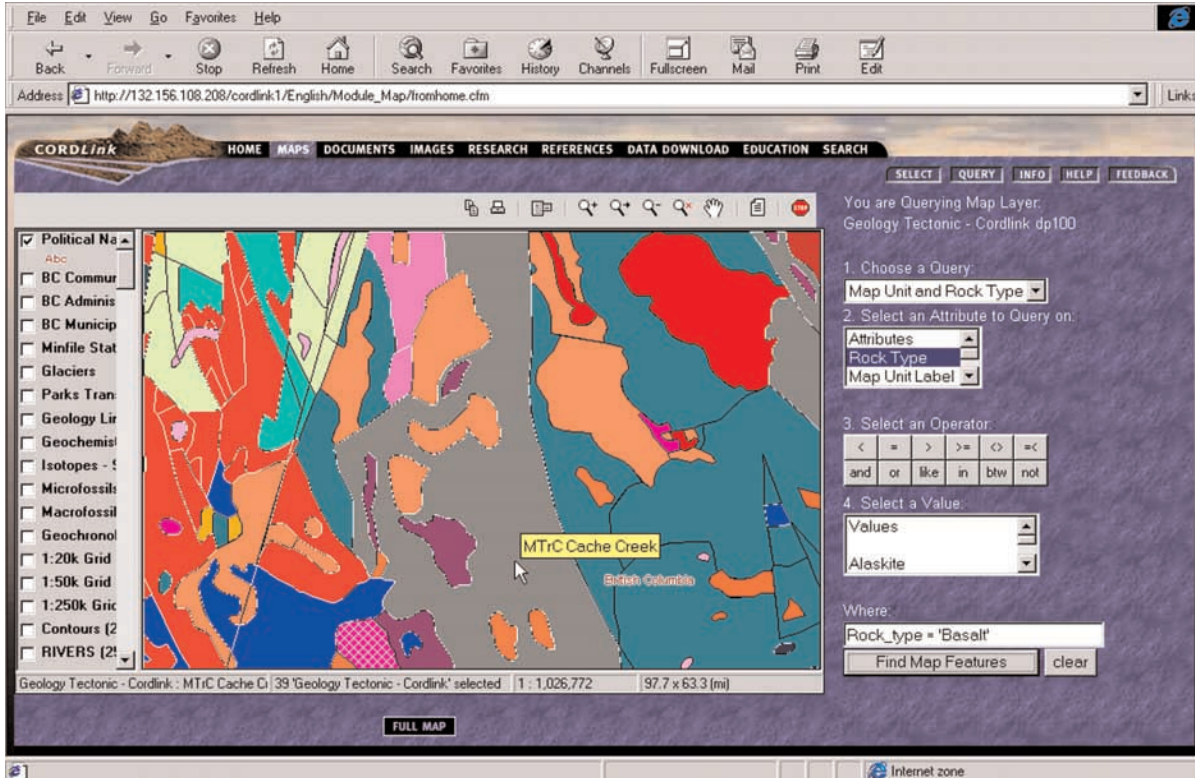 File Edit View Go Favorites Help
Back Forward Stop Refresh Home Search Favorites History Channels Fullscreen Mail Print Edit
Address http://132.156.108.208/cordlink1/English/Module_Map/fromhome.cfm Links
CORDLink HOME MAPS DOCUMENTS IMAGES RESEARCH REFERENCES DATA DOWNLOAD EDUCATION SEARCH
SELECT QUERY INFO HELP FEEDBACK
STOP
You are Querying Map Layer:
Geology Tectonic - Cordlink dp100
Political Na
Abc
BC Commur
BC Adminis
BC Municip
Minfile Stat
Glaciers
Parks Tran
Geology Lir
Geochemist
Isotopes - S
Microfossils
Macrofossil
Geochronol
1:20k Grid
1:50k Grid
1:250k Gric
Contours (2
RIVERS (25
MTrC Cache Creek
British Columbia
1. Choose a Query:
Map Unit and Rock Type
2. Select an Attribute to Query on:
Attributes
Rock Type
Map Unit Label
3. Select an Operator:
< = > >= <> =<
and or like in btw not
4. Select a Value:
Values
Alaskite
Where:
Rock_type = 'Basalt'
Find Map Features clear
Geology Tectonic - Cordlink : MTrC Cache Cr 39 'Geology Tectonic - Cordlink' selected 1 : 1,026,772 97.7 x 63.3 (mi)
FULL MAP
Internet zone